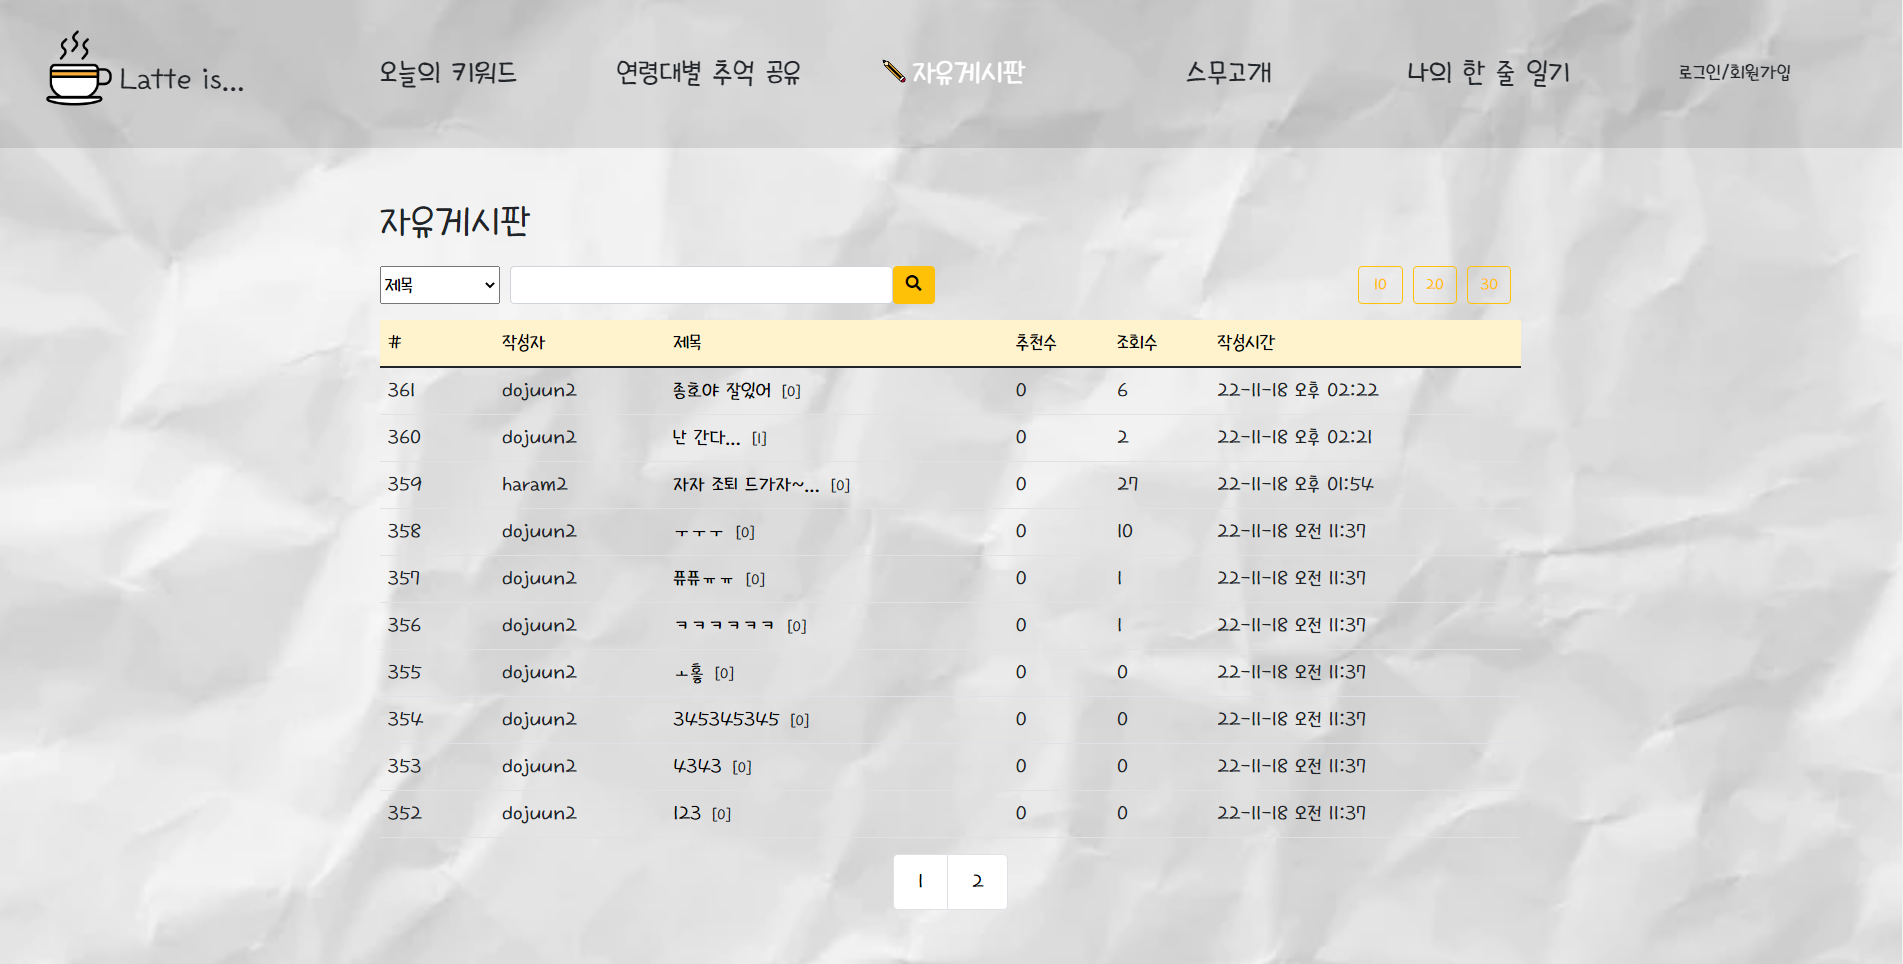 Latte is... 오늘의 키워드 연령대별 추억 공유 자유게시판 스무고개 나의 한 줄 일기 로그인/회원가입
자유게시판
제목 10 20 30
# 작성자 제목 추천수 조회수 작성시간
361 dojuun2 종호야 잘있어 [0] 0 6 22-11-18 오후 02:22
360 dojuun2 난 간다... [1] 0 2 22-11-18 오후 02:21
359 haram2 자자 조퇴 드가자~... [0] 0 27 22-11-18 오후 01:54
358 dojuun2 ㅜㅜㅜ [0] 0 10 22-11-18 오전 11:37
357 dojuun2 퓨퓨ㅠㅠ [0] 0 1 22-11-18 오전 11:37
356 dojuun2 ㅋㅋㅋㅋㅋㅋ [0] 0 1 22-11-18 오전 11:37
355 dojuun2 ㅗ홓 [0] 0 0 22-11-18 오전 11:37
354 dojuun2 345345345 [0] 0 0 22-11-18 오전 11:37
353 dojuun2 4343 [0] 0 0 22-11-18 오전 11:37
352 dojuun2 123 [0] 0 0 22-11-18 오전 11:37
1 2